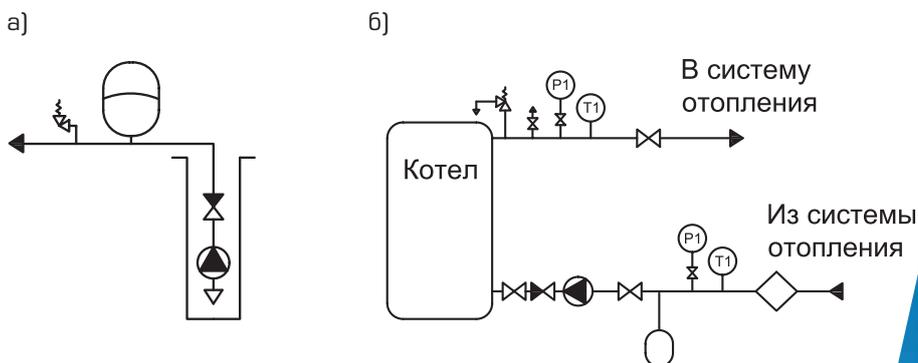 а)
б)
В систему
отопления
P1
T1
Котел
Из системы
отопления
P1
T1